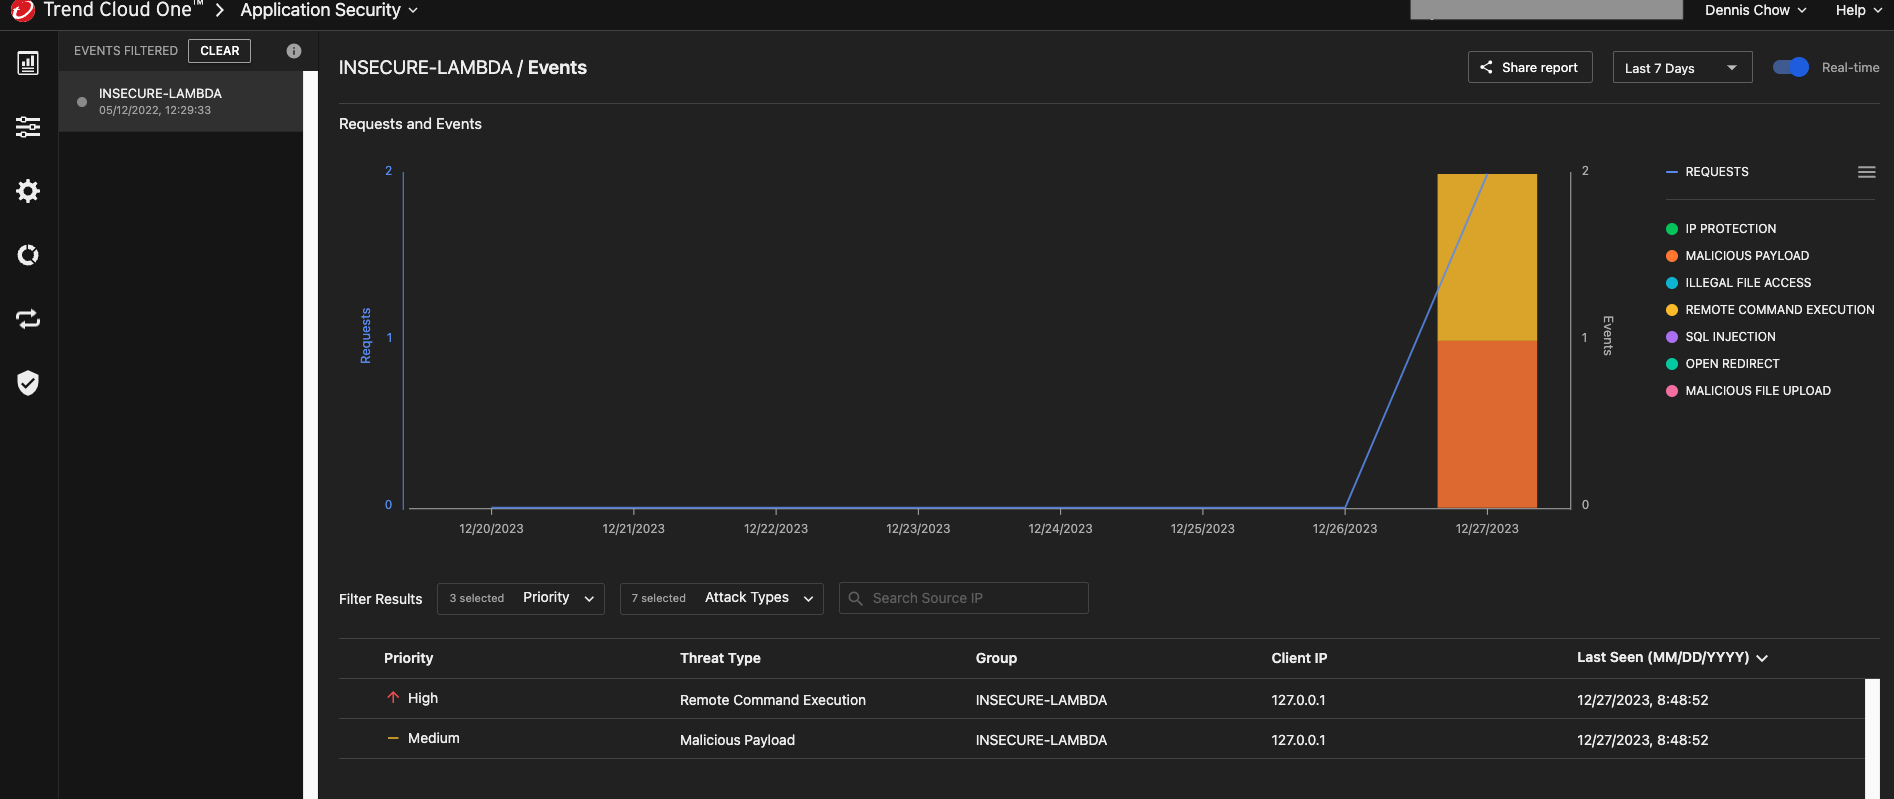 Trend Cloud One™ > Application Security
Dennis Chow
Help
EVENTS FILTERED
CLEAR
INSECURE-LAMBDA
05/12/2022, 12:29:33
INSECURE-LAMBDA / Events
Share report
Last 7 Days
Real-time
Requests and Events
2
1
0
Requests
12/20/2023
12/21/2023
12/22/2023
12/23/2023
12/24/2023
12/25/2023
12/26/2023
12/27/2023
2
1
0
Events
REQUESTS
IP PROTECTION
MALICIOUS PAYLOAD
ILLEGAL FILE ACCESS
REMOTE COMMAND EXECUTION
SQL INJECTION
OPEN REDIRECT
MALICIOUS FILE UPLOAD
Filter Results
3 selected Priority
7 selected Attack Types
Search Source IP
Priority Threat Type Group Client IP Last Seen (MM/DD/YYYY)
High Remote Command Execution INSECURE-LAMBDA 127.0.0.1 12/27/2023, 8:48:52
Medium Malicious Payload INSECURE-LAMBDA 127.0.0.1 12/27/2023, 8:48:52